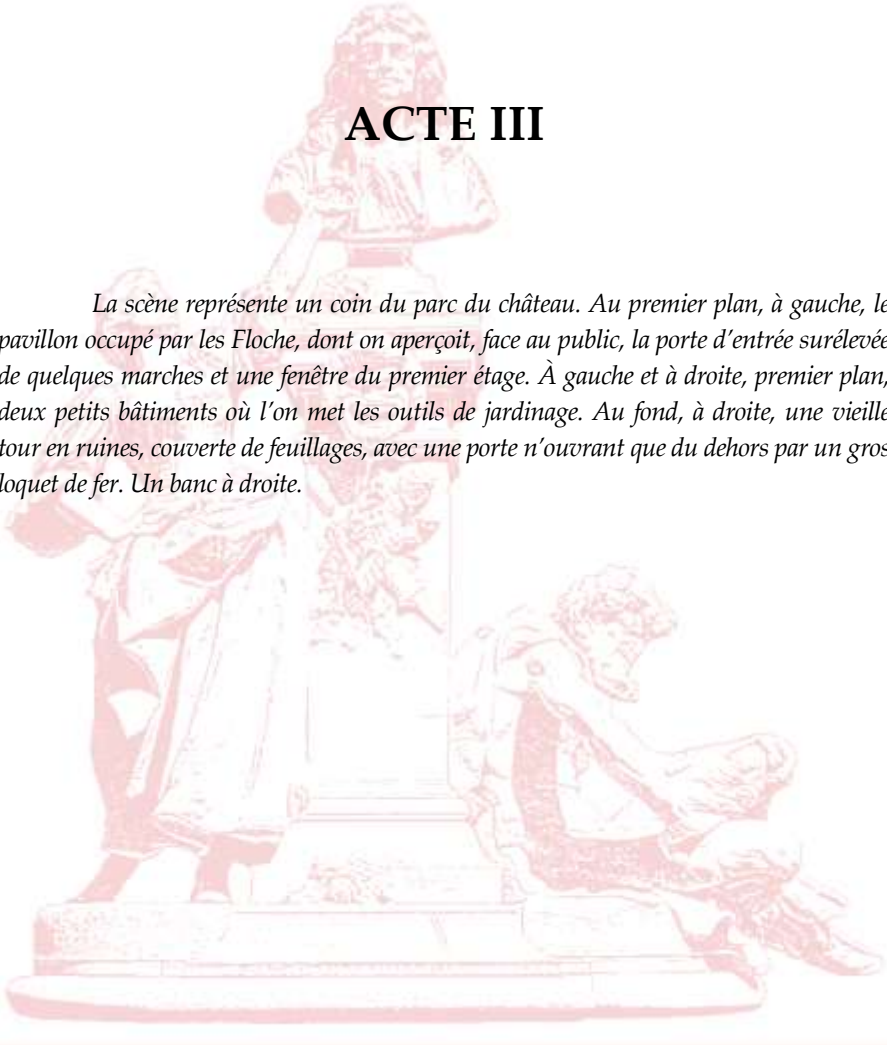 ACTE III
La scène représente un coin du parc du château. Au premier plan, à gauche, le
pavillon occupé par les Floche, dont on aperçoit, face au public, la porte d’entrée surélevée
de quelques marches et une fenêtre du premier étage. À gauche et à droite, premier plan,
deux petits bâtiments où l’on met les outils de jardinage. Au fond, à droite, une vieille
tour en ruines, couverte de feuillages, avec une porte n’ouvrant que du dehors par un gros
loquet de fer. Un banc à droite.